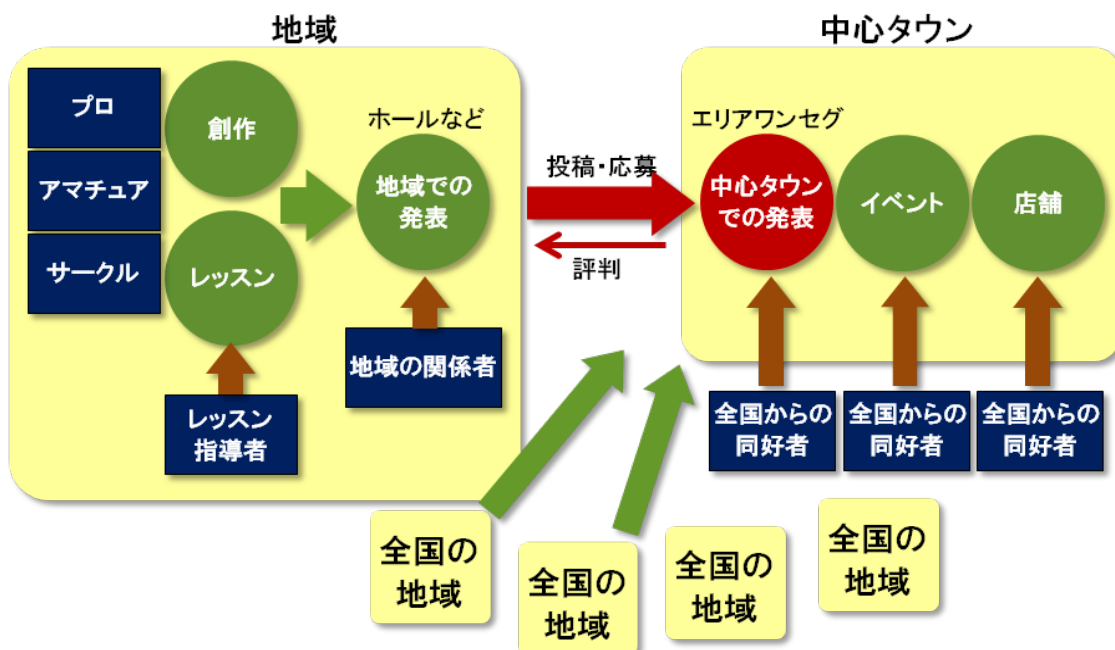 地域
プロ
アマチュア
サークル
創作
レッスン
レッスン
指導者
ホールなど
地域での
発表
地域の関係者
投稿・応募
評判
中心タウン
エリアワンセグ
中心タウン
での発表
イベント
店舗
全国からの
同好者
全国からの
同好者
全国からの
同好者
全国の
地域
全国の
地域
全国の
地域
全国の
地域